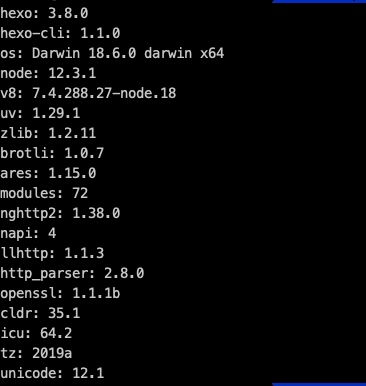 hexo: 3.8.0
hexo-cli: 1.1.0
os: Darwin 18.6.0 darwin x64
node: 12.3.1
v8: 7.4.288.27-node.18
uv: 1.29.1
zlib: 1.2.11
brotli: 1.0.7
ares: 1.15.0
modules: 72
nghttp2: 1.38.0
napi: 4
llhttp: 1.1.3
http_parser: 2.8.0
openssl: 1.1.1b
cldr: 35.1
icu: 64.2
tz: 2019a
unicode: 12.1